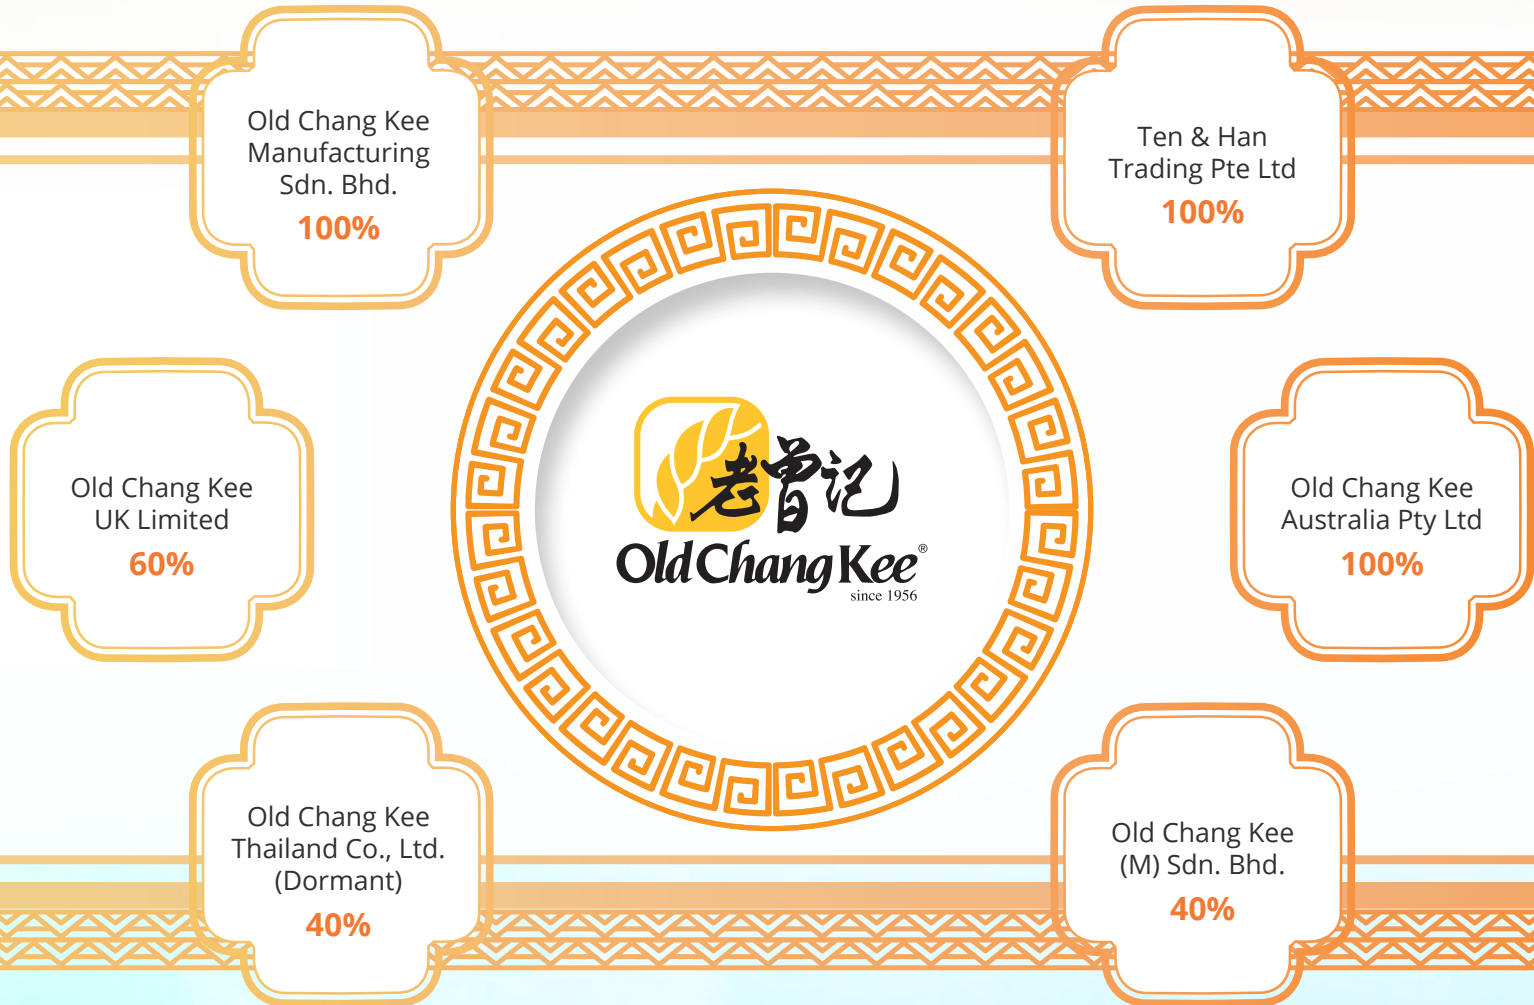 Old Chang Kee
Manufacturing
Sdn. Bhd.
100%
Ten & Han
Trading Pte Ltd
100%
Old Chang Kee
UK Limited
60%
老曾记
Old Chang Kee®
since 1956
Old Chang Kee
Australia Pty Ltd
100%
Old Chang Kee
Thailand Co., Ltd.
(Dormant)
40%
Old Chang Kee
(M) Sdn. Bhd.
40%